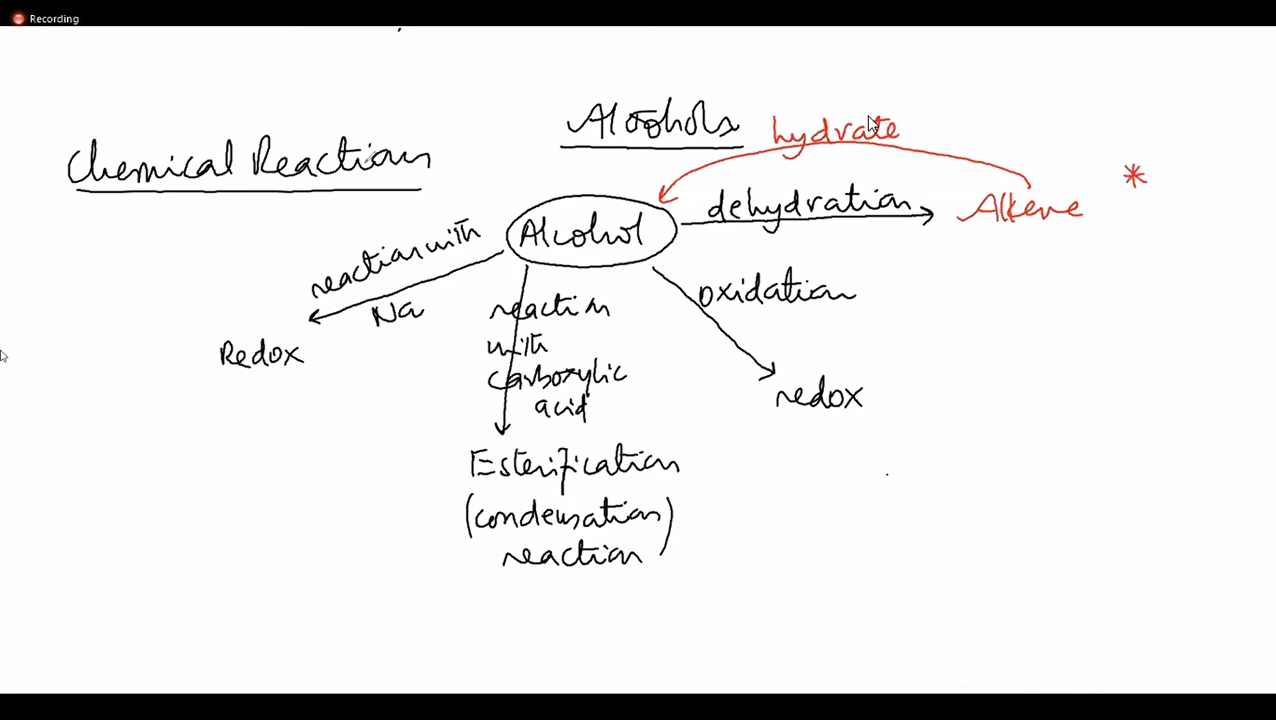 Recording
Alcohols
Chemical Reactions
hydrate
Alcohol
dehydration
Alkene
*
reaction with
Na
Redox
reaction
with
carboxylic
acid
Esterification
(condensation)
reaction
oxidation
redox